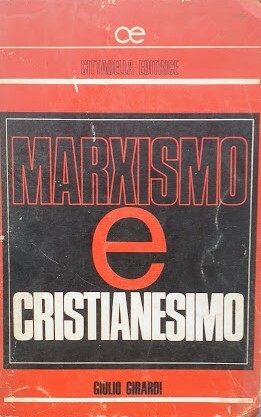 ce
CITTADELLA EDITRICE
MARXISMO
e
CRISTIANESIMO
GIULIO GIRARDI